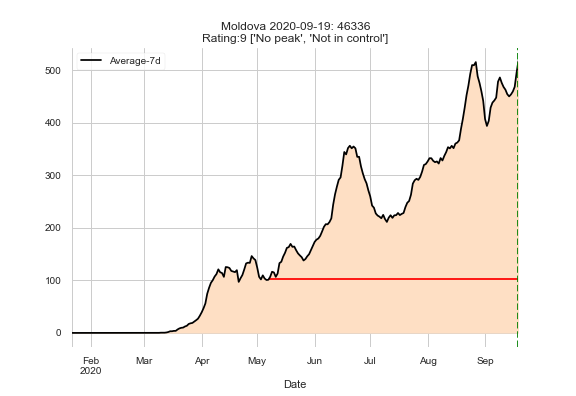 Moldova 2020-09-19: 46336
Rating:9 ['No peak', 'Not in control']
Average-7d
500
400
300
200
100
0
Feb Mar Apr May Jun Jul Aug Sep
2020
Date